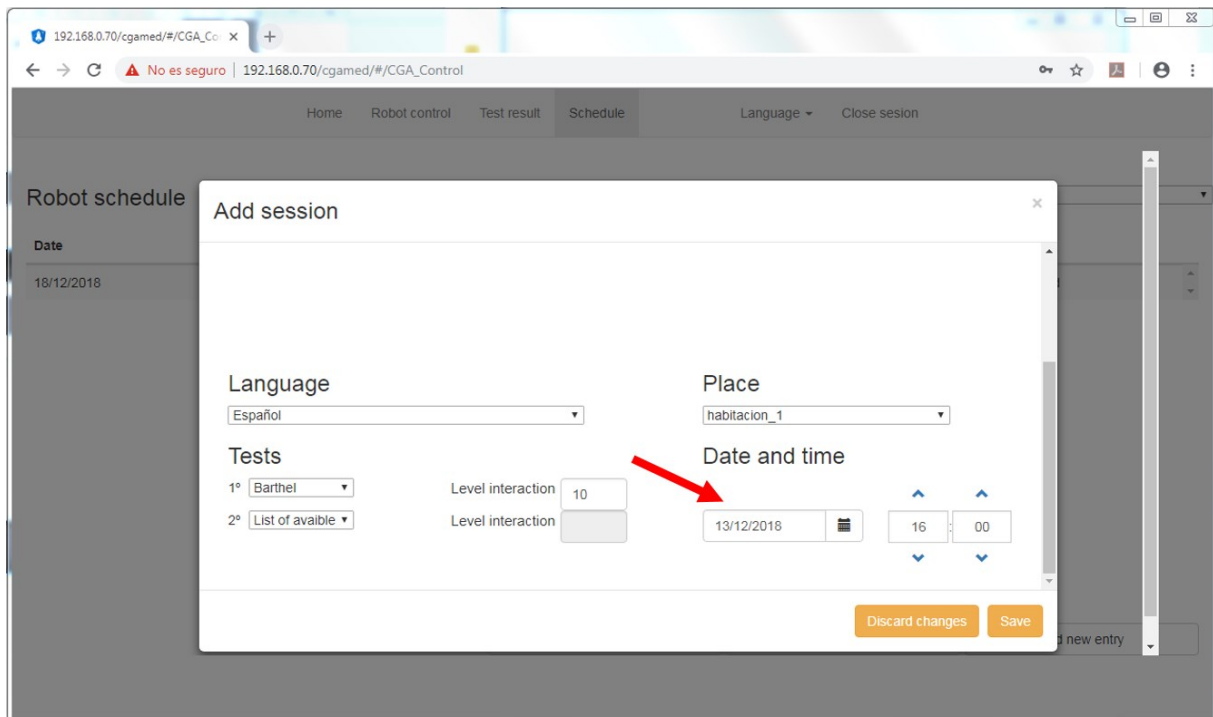 192.168.0.70/cgamed/#/CGA_Co
No es seguro | 192.168.0.70/cgamed/#/CGA_Control
Home Robot control Test result Schedule Language Close sesion
Robot schedule
Add session
Date
18/12/2018
Language Place
Español habitacion_1
Tests Date and time
1º Barthel Level interaction 10
13/12/2018 16 : 00
2º List of avaible Level interaction
Discard changes Save
new entry